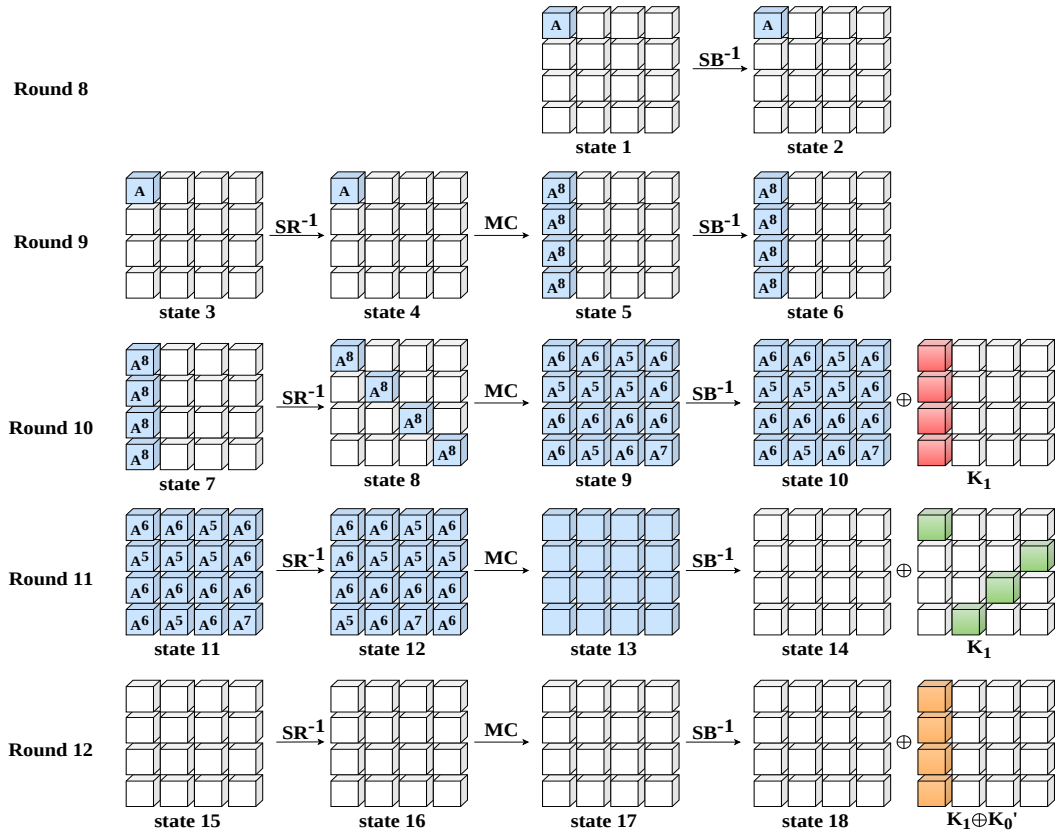 A A
Round 8 SB⁻¹
state 1 state 2
A A A⁸ A⁸
A⁸ A⁸
Round 9 SR⁻¹ MC SB⁻¹
A⁸ A⁸
A⁸ A⁸
state 3 state 4 state 5 state 6
A⁸ A⁸ A⁶ A⁶ A⁵ A⁶ A⁶ A⁶ A⁵ A⁶
A⁸ A⁸ A⁵ A⁵ A⁵ A⁶ A⁵ A⁵ A⁵ A⁶
Round 10 SR⁻¹ MC SB⁻¹ ⊕
A⁸ A⁸ A⁶ A⁶ A⁶ A⁶ A⁶ A⁶ A⁶ A⁶
A⁸ A⁸ A⁶ A⁵ A⁶ A⁷ A⁶ A⁵ A⁶ A⁷
state 7 state 8 state 9 state 10 K₁
A⁶ A⁶ A⁵ A⁶ A⁶ A⁶ A⁵ A⁶
A⁵ A⁵ A⁵ A⁶ A⁶ A⁵ A⁵ A⁵
Round 11 SR⁻¹ MC SB⁻¹ ⊕
A⁶ A⁶ A⁶ A⁶ A⁶ A⁶ A⁶ A⁶
A⁶ A⁵ A⁶ A⁷ A⁵ A⁶ A⁷ A⁶
state 11 state 12 state 13 state 14 K₁
Round 12 SR⁻¹ MC SB⁻¹ ⊕
state 15 state 16 state 17 state 18 K₁⊕K₀'